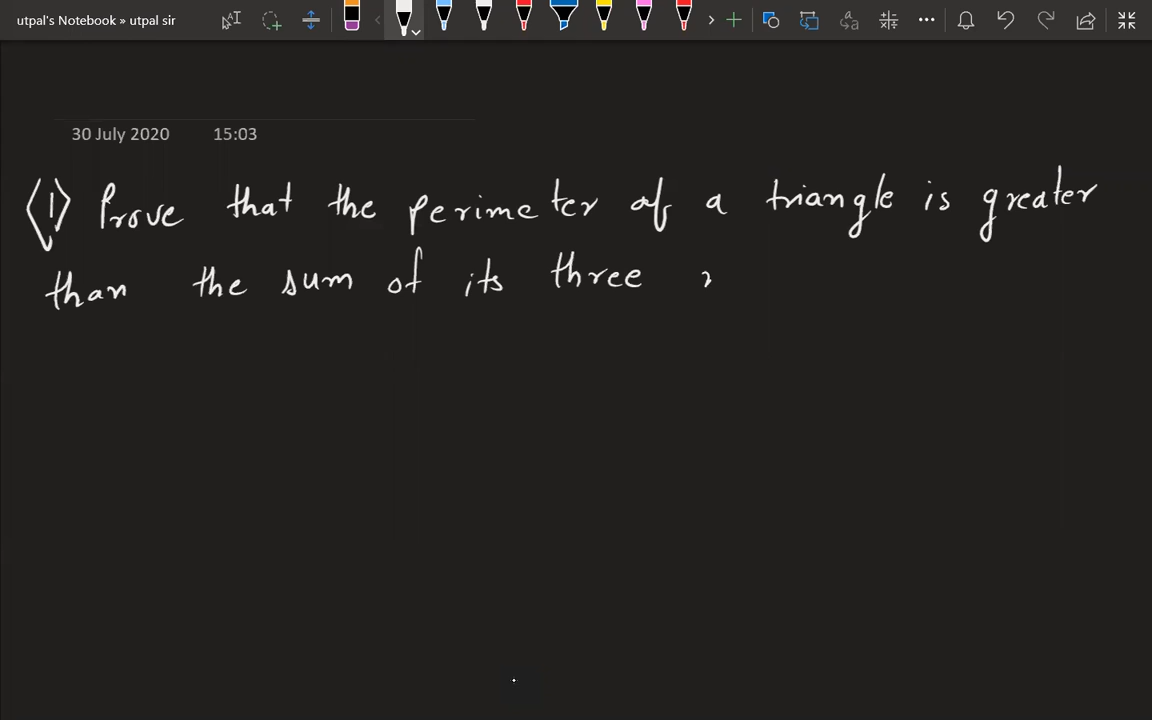 utpal's Notebook » utpal sir
30 July 2020 15:03
<1> Prove that the perimeter of a triangle is greater
than the sum of its three